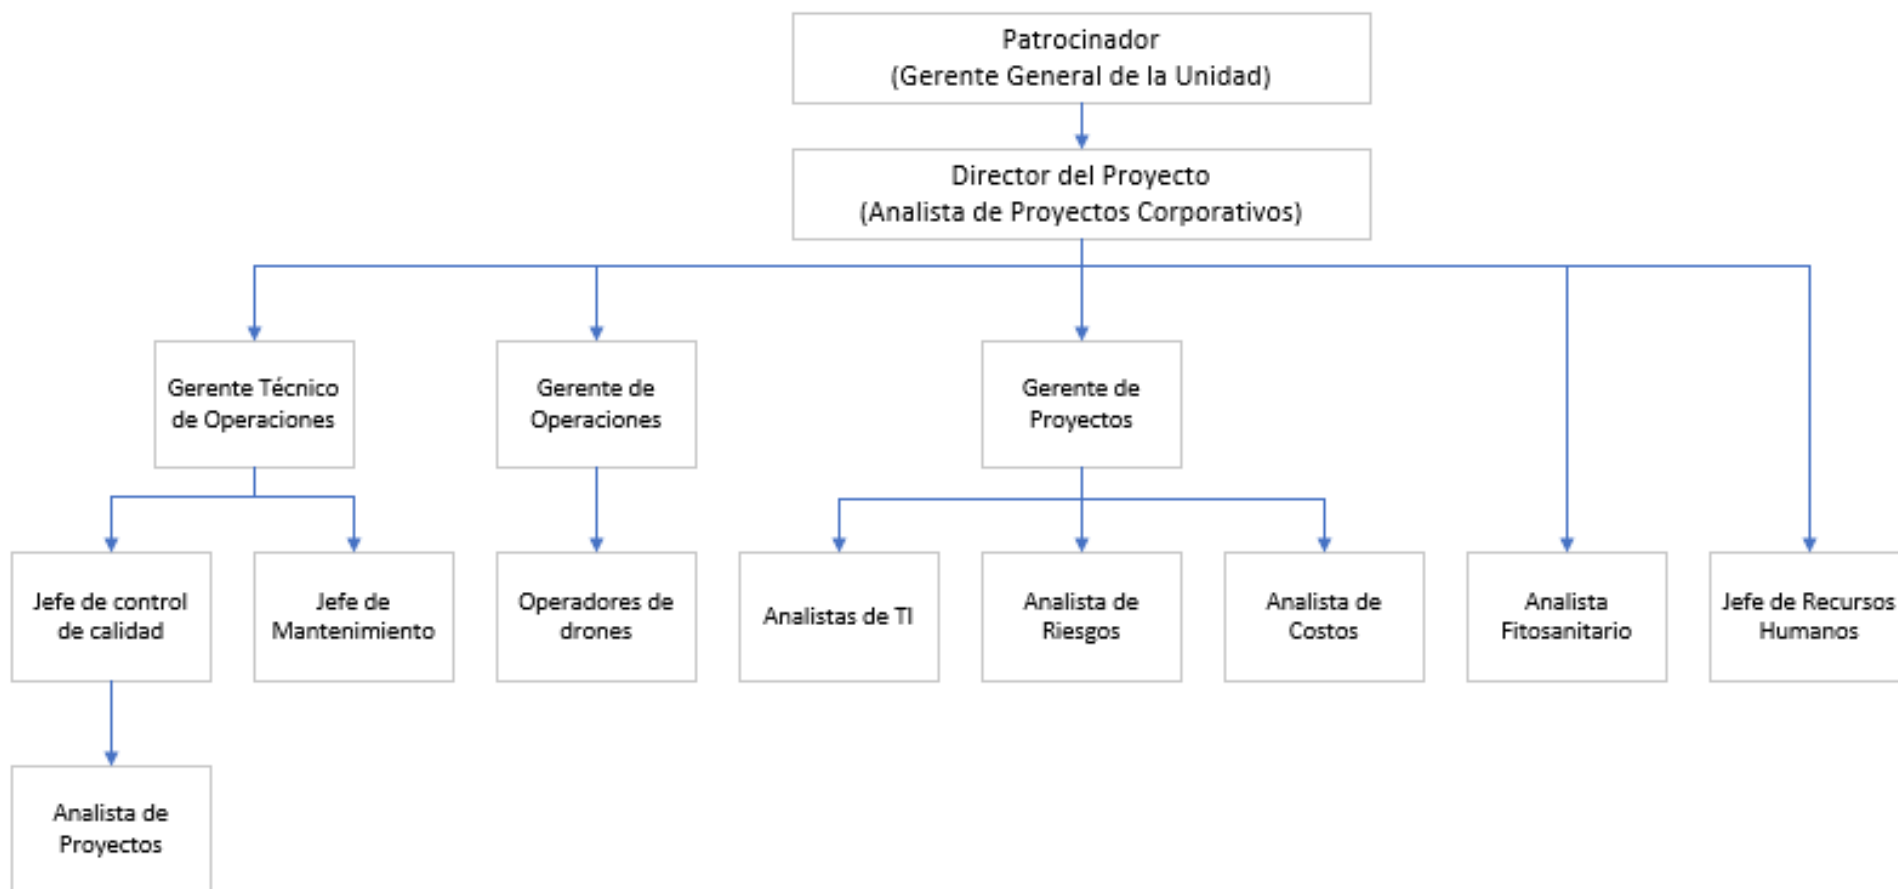 Patrocinador
(Gerente General de la Unidad)
Director del Proyecto
(Analista de Proyectos Corporativos)
Gerente Técnico
de Operaciones
Gerente de
Operaciones
Gerente de
Proyectos
Jefe de control
de calidad
Jefe de
Mantenimiento
Operadores de
drones
Analistas de TI
Analista de
Riesgos
Analista de
Costos
Analista
Fitosanitario
Jefe de Recursos
Humanos
Analista de
Proyectos